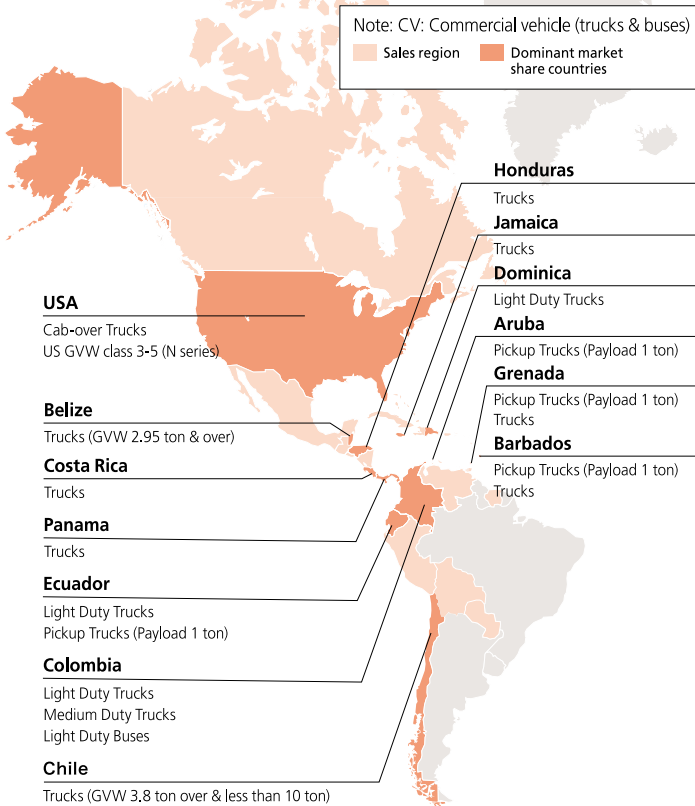 Note: CV: Commercial vehicle (trucks & buses)
Sales region
Dominant market
share countries
Honduras
Trucks
Jamaica
Trucks
Dominica
Light Duty Trucks
Aruba
Pickup Trucks (Payload 1 ton)
Grenada
Pickup Trucks (Payload 1 ton)
Trucks
Barbados
Pickup Trucks (Payload 1 ton)
Trucks
USA
Cab-over Trucks
US GVW class 3-5 (N series)
Belize
Trucks (GVW 2.95 ton & over)
Costa Rica
Trucks
Panama
Trucks
Ecuador
Light Duty Trucks
Pickup Trucks (Payload 1 ton)
Colombia
Light Duty Trucks
Medium Duty Trucks
Light Duty Buses
Chile
Trucks (GVW 3.8 ton over & less than 10 ton)